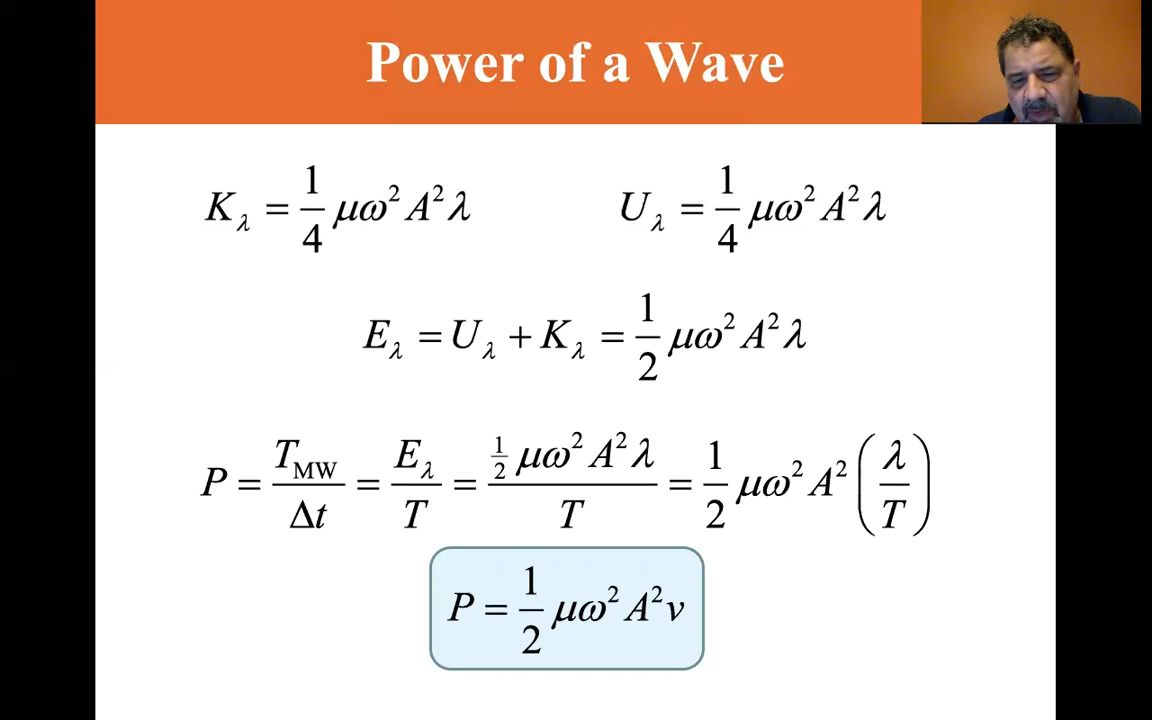 Power of a Wave
K_λ = 1/4 μω² A² λ
U_λ = 1/4 μω² A² λ
E_λ = U_λ + K_λ = 1/2 μω² A² λ
P = T_MW/Δt = E_λ/T = (1/2 μω² A² λ)/T = 1/2 μω² A² (λ/T)
P = 1/2 μω² A² v